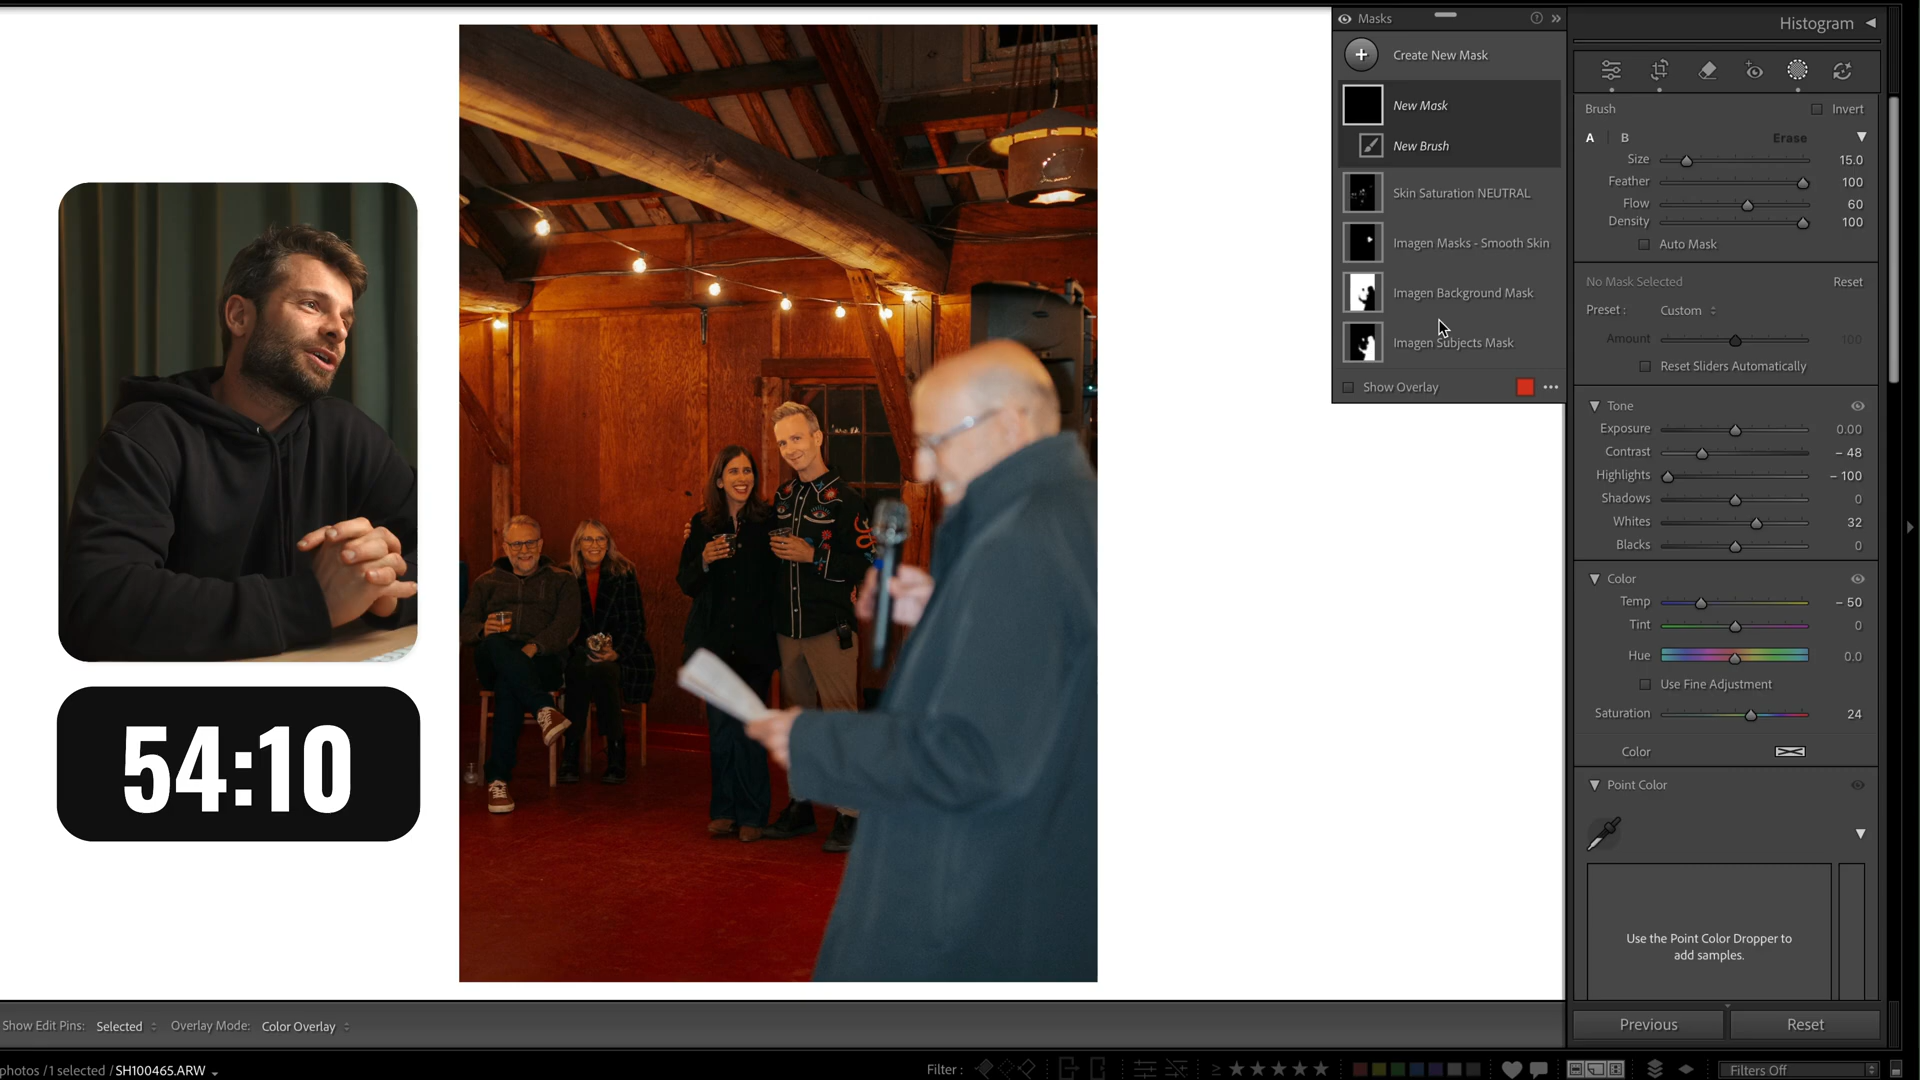 54:10
Show Edit Pins: Selected Overlay Mode: Color Overlay
photos / 1 selected / SH100465.ARW
Filter : ≥ Filters Off
Masks
Create New Mask
New Mask
New Brush
Skin Saturation NEUTRAL
Imagen Masks - Smooth Skin
Imagen Background Mask
Imagen Subjects Mask
Show Overlay
Histogram
Brush Invert
A B Erase
Size 15.0
Feather 100
Flow 60
Density 100
Auto Mask
No Mask Selected Reset
Preset : Custom
Amount 100
Reset Sliders Automatically
Tone
Exposure 0.00
Contrast – 48
Highlights – 100
Shadows 0
Whites 32
Blacks 0
Color
Temp – 50
Tint 0
Hue 0.0
Use Fine Adjustment
Saturation 24
Color
Point Color
Use the Point Color Dropper to
add samples.
Previous Reset